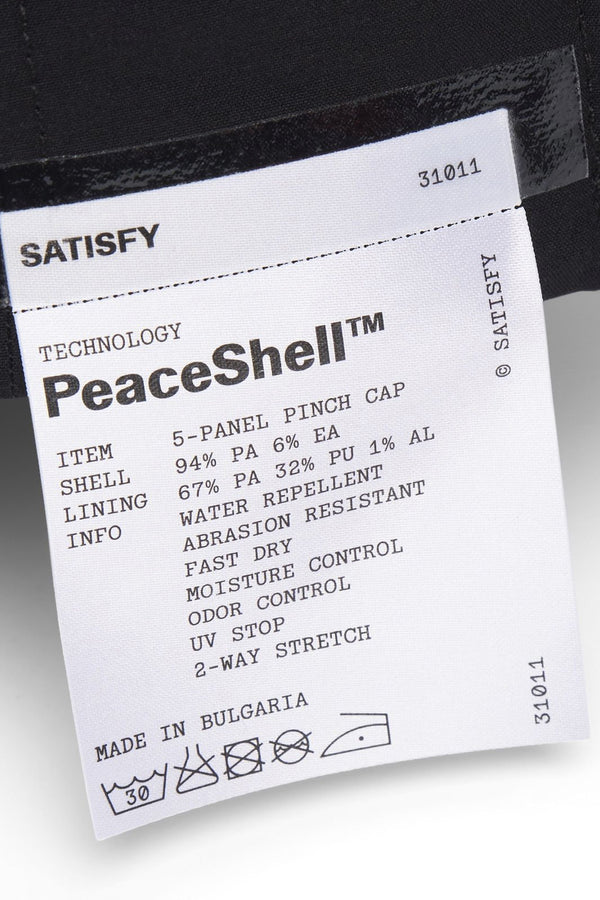 31011
SATISFY
© SATISFY
TECHNOLOGY
PeaceShell™
ITEM 5-PANEL PINCH CAP
SHELL 94% PA 6% EA
LINING 67% PA 32% PU 1% AL
INFO WATER REPELLENT
ABRASION RESISTANT
FAST DRY
MOISTURE CONTROL
ODOR CONTROL
UV STOP
2-WAY STRETCH
31011
MADE IN BULGARIA
30